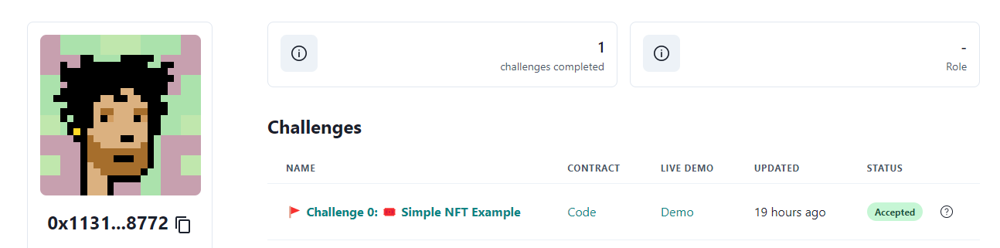 1
challenges completed
-
Role
Challenges
NAME CONTRACT LIVE DEMO UPDATED STATUS
🚩 Challenge 0: 🎟 Simple NFT Example Code Demo 19 hours ago Accepted
0x1131...8772